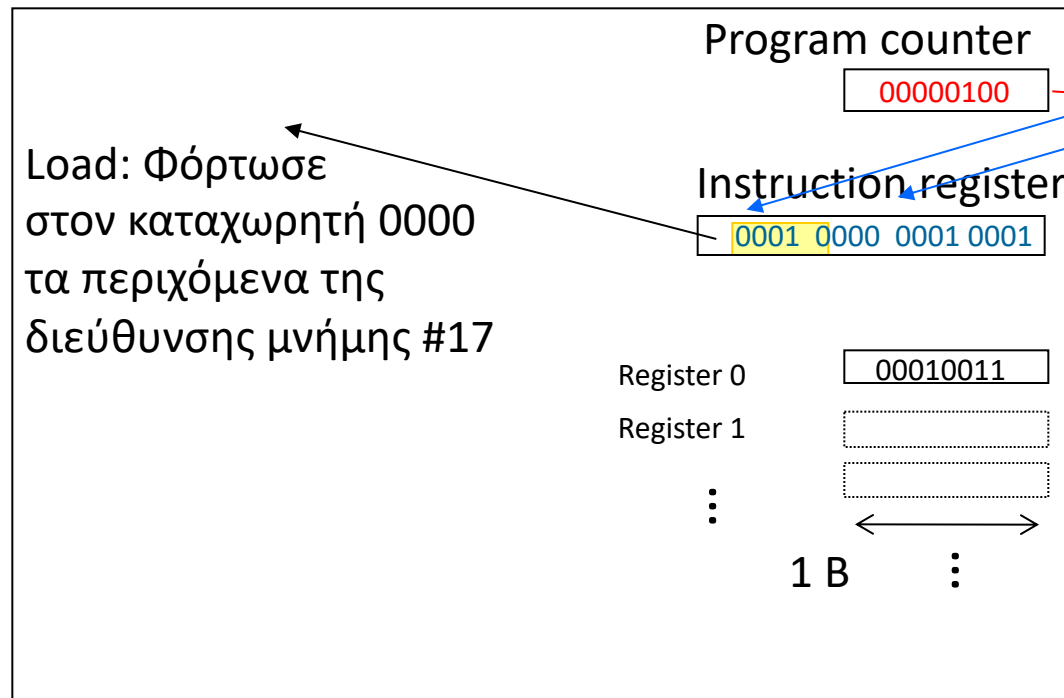 Program counter
00000100
Load: Φόρτωσε
στον καταχωρητή 0000
τα περιχόμενα της
διεύθυνσης μνήμης #17
Instruction register
0001 0000 0001 0001
Register 0
00010011
Register 1
1 B